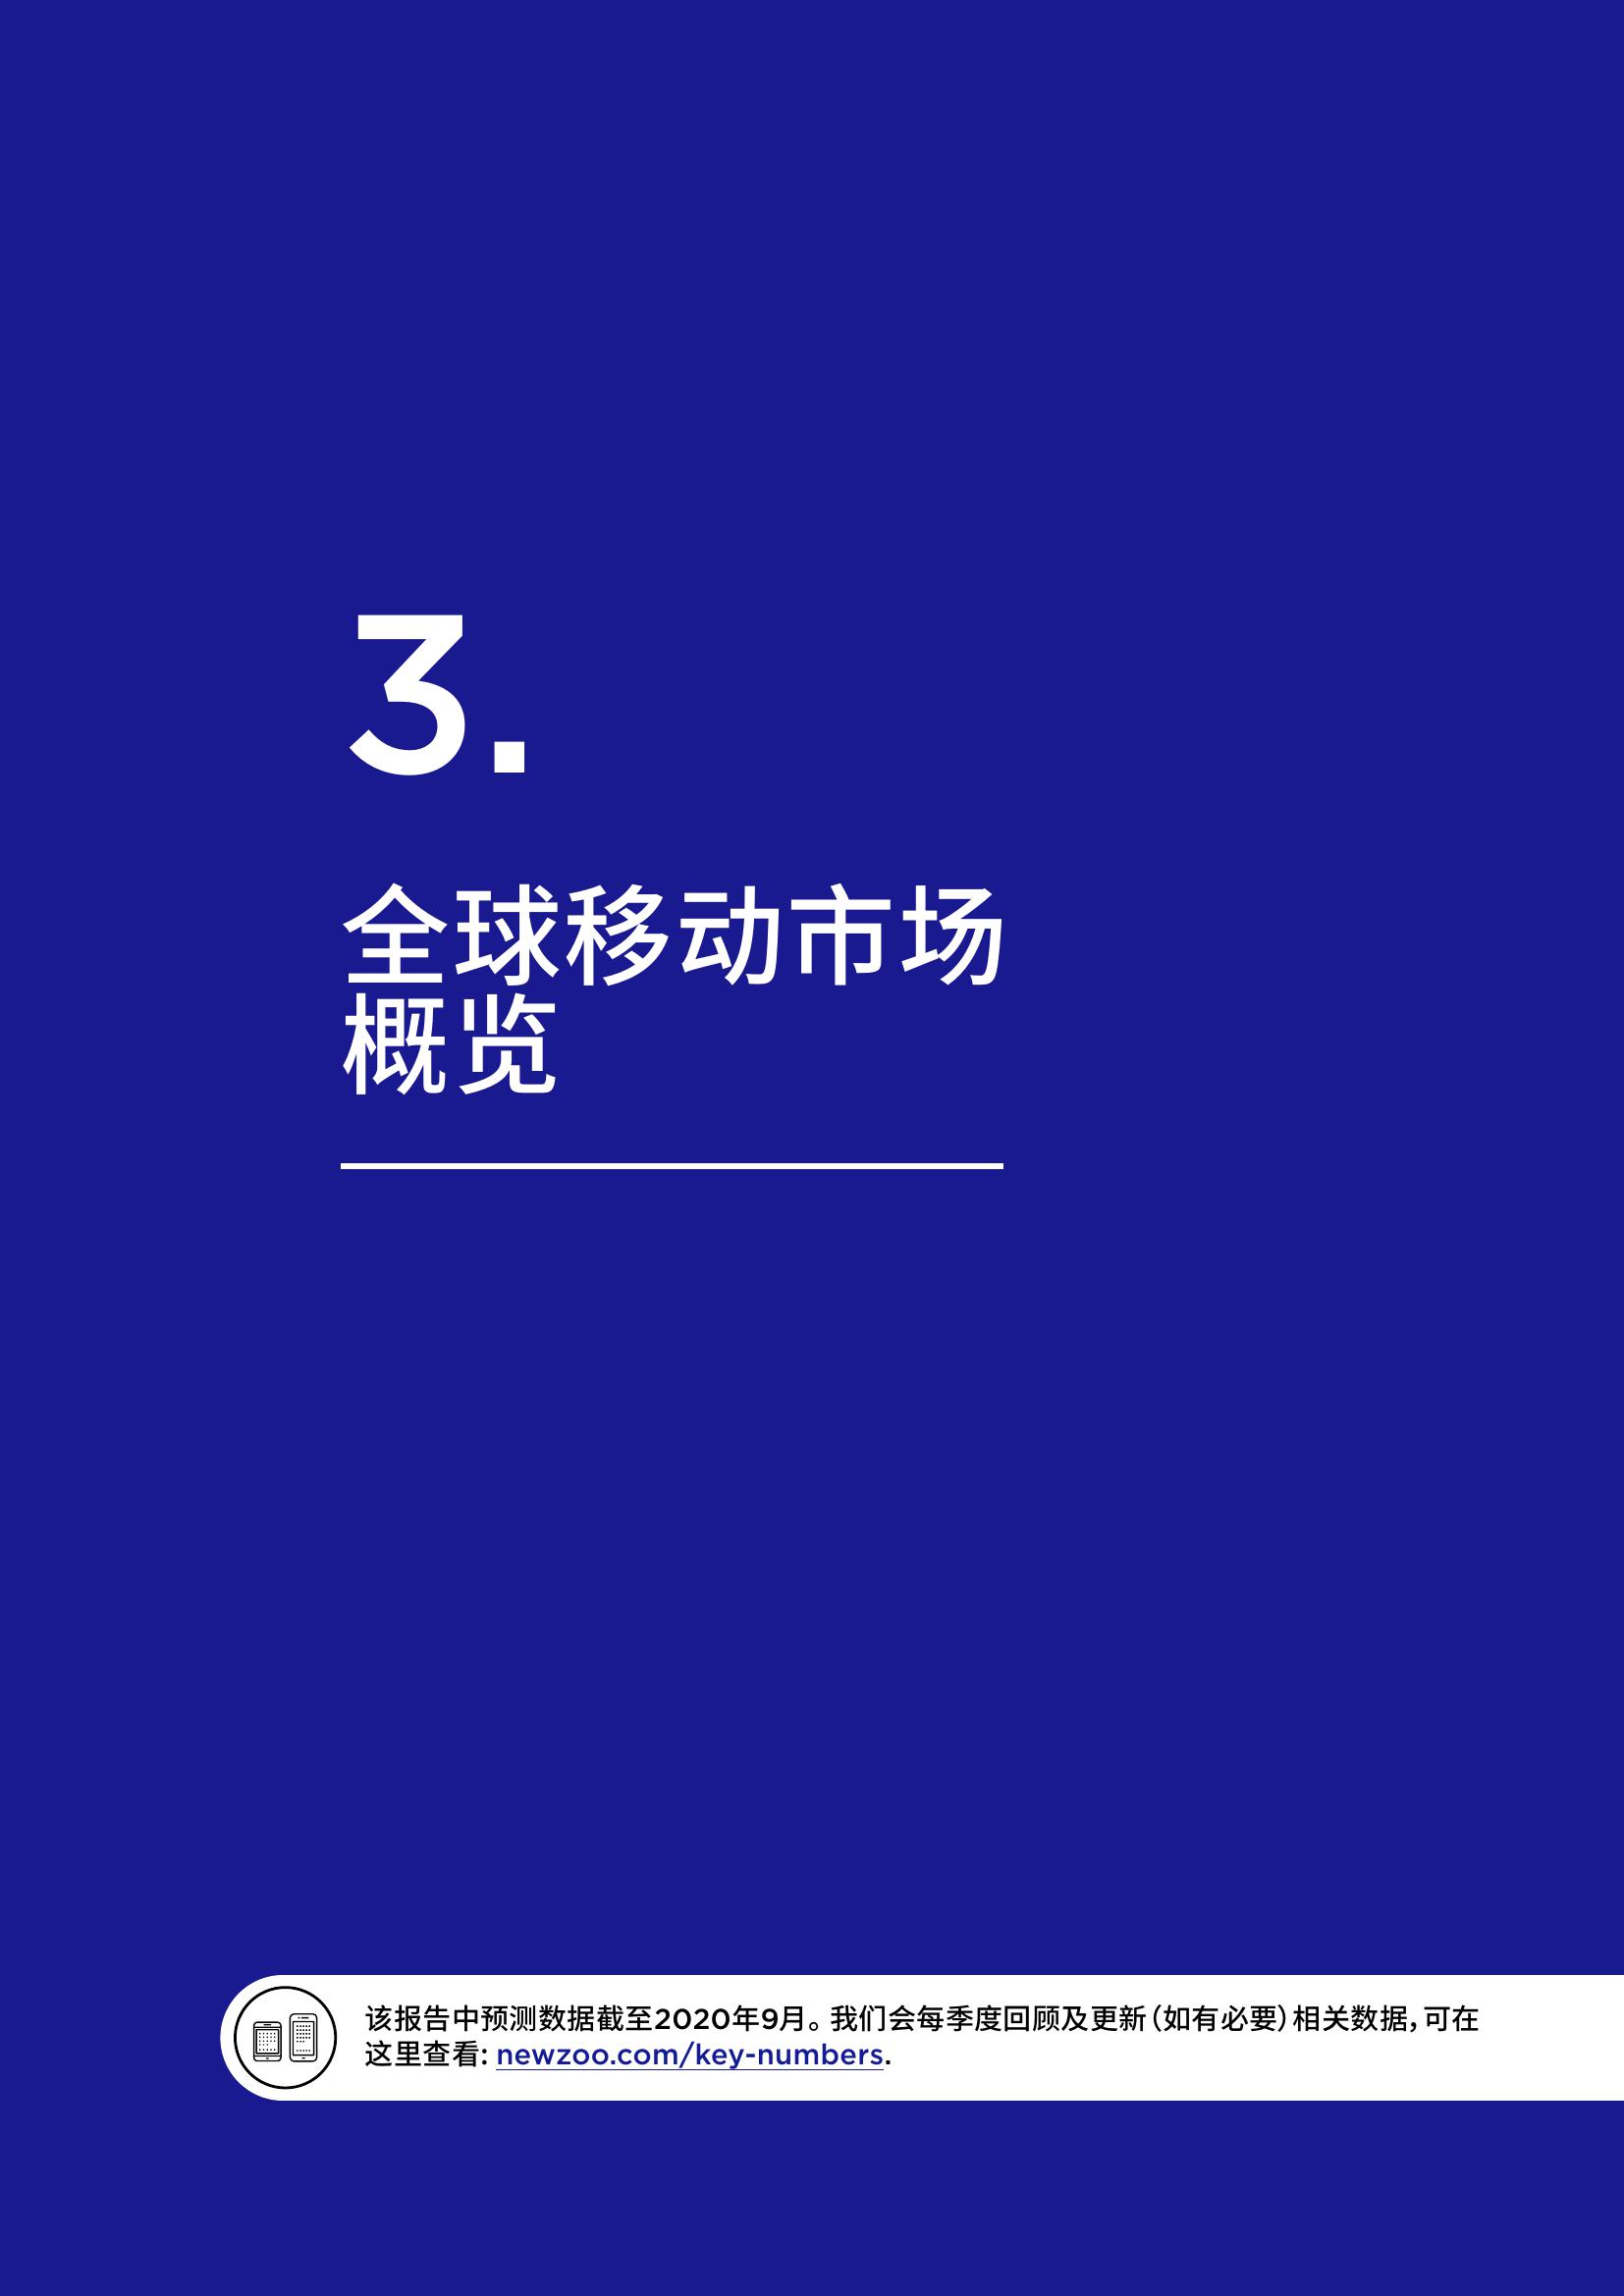 3.
全球移动市场
概览
该报告中预测数据截至2020年9月。我们会每季度回顾及更新（如有必要）相关数据，可在
这里查看: newzoo.com/key-numbers.